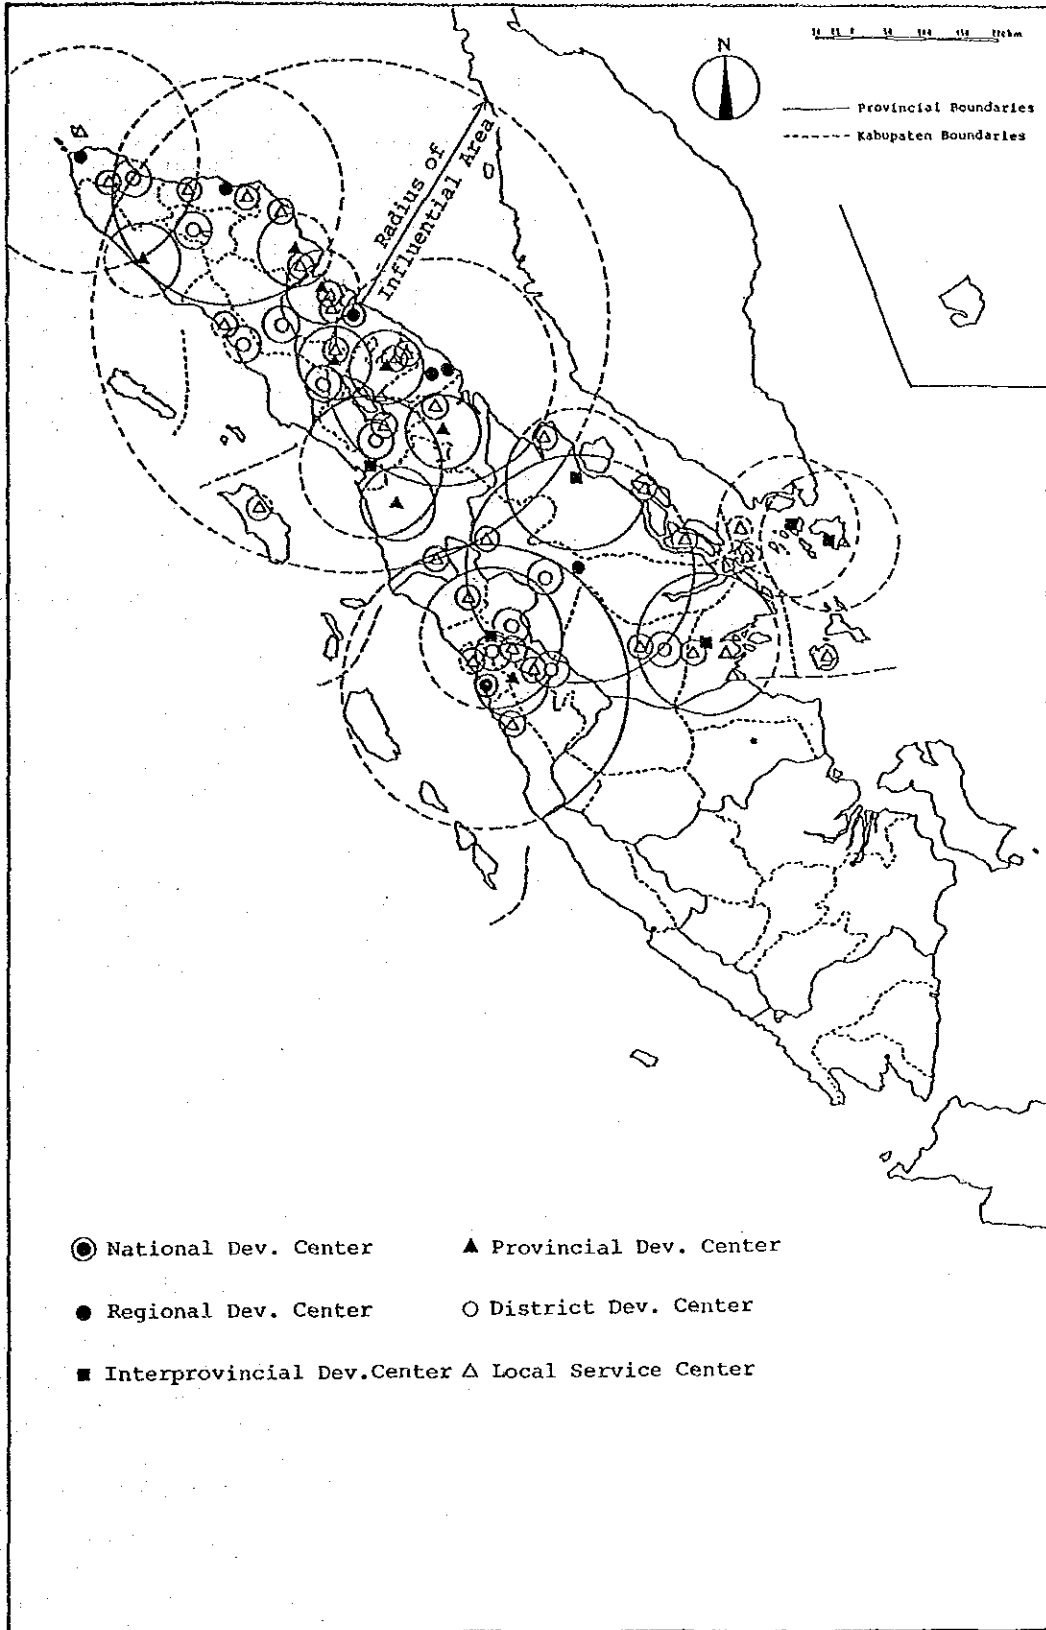 N
Provincial Boundaries
Kabupaten Boundaries
Radius of
Influential Area
National Dev. Center
Provincial Dev. Center
Regional Dev. Center
District Dev. Center
Interprovincial Dev.Center
Local Service Center